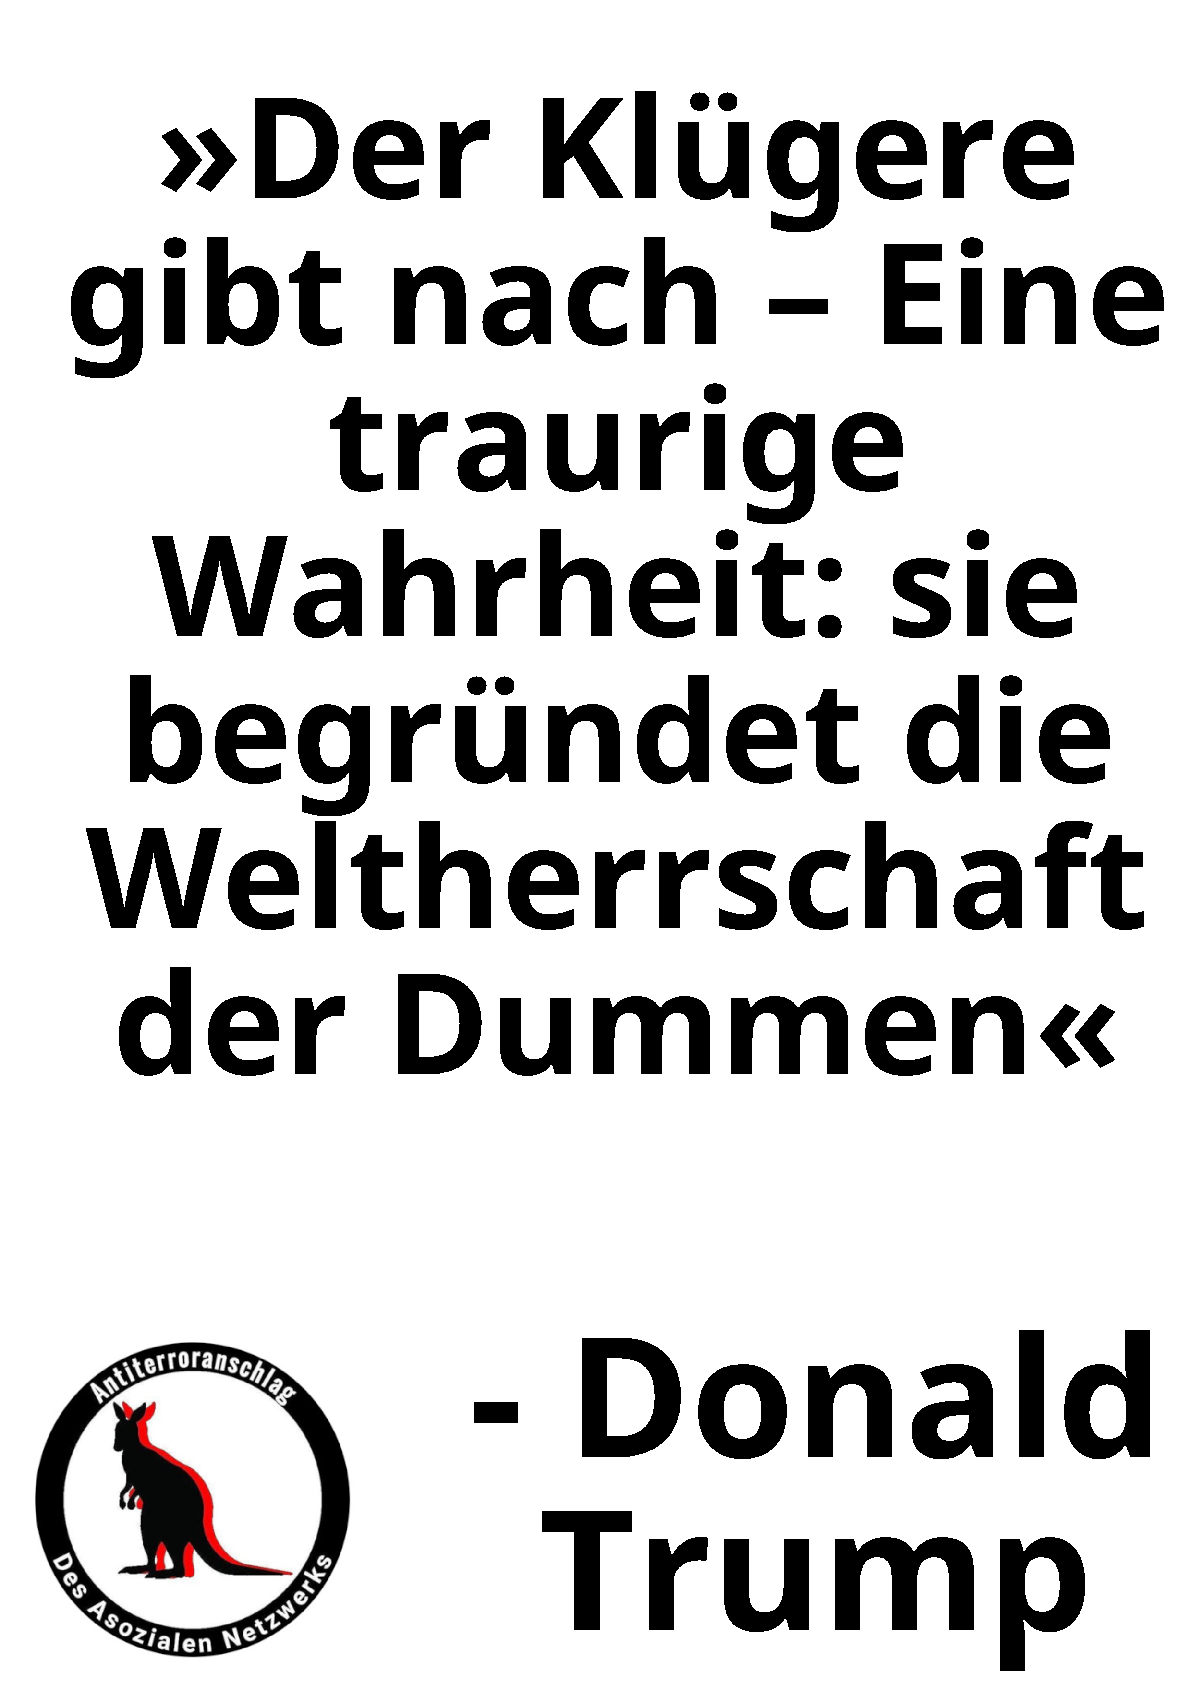 »Der Klügere
gibt nach – Eine
traurige
Wahrheit: sie
begründet die
Weltherrschaft
der Dummen«
- Donald
Trump
Antiterroranschlag
Des Asozialen Netzwerks